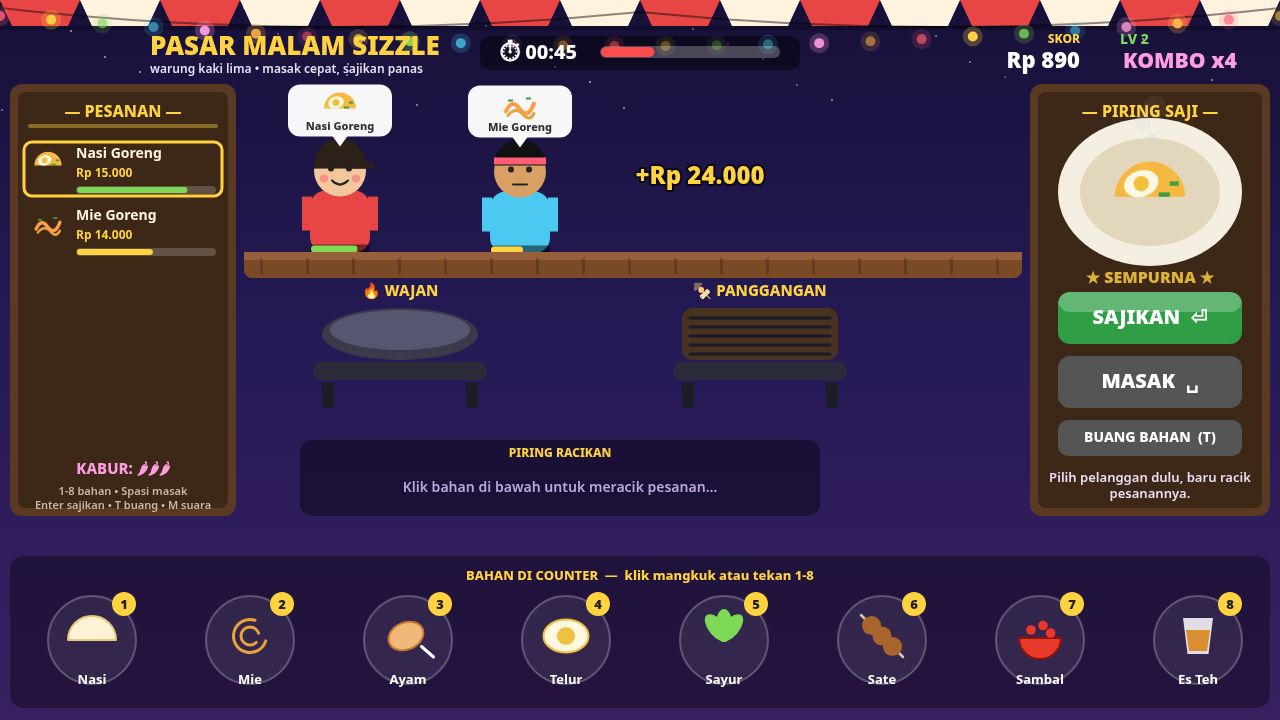 PASAR MALAM SIZZLE
warung kaki lima • masak cepat, sajikan panas
⏱ 00:45
SKOR
Rp 890
LV 2
KOMBO x4
— PESANAN —
Nasi Goreng
Rp 15.000
Mie Goreng
Rp 14.000
KABUR: 🌶🌶🌶
1-8 bahan • Spasi masak
Enter sajikan • T buang • M suara
Nasi Goreng
Mie Goreng
+Rp 24.000
🔥 WAJAN
🍢 PANGGANGAN
PIRING RACIKAN
Klik bahan di bawah untuk meracik pesanan...
— PIRING SAJI —
★ SEMPURNA ★
SAJIKAN ⏎
MASAK ␣
BUANG BAHAN (T)
Pilih pelanggan dulu, baru racik
pesanannya.
BAHAN DI COUNTER — klik mangkuk atau tekan 1-8
1
Nasi
2
Mie
3
Ayam
4
Telur
5
Sayur
6
Sate
7
Sambal
8
Es Teh